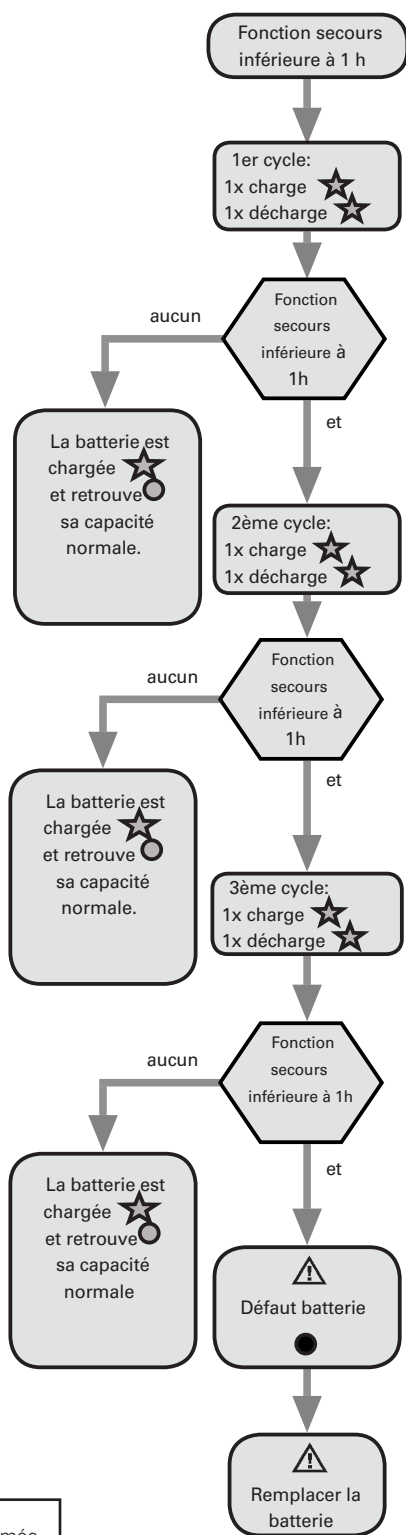 Fonction secours
inférieure à 1 h
1er cycle:
1x charge
1x décharge
Fonction
secours
inférieure à
1h
aucun
et
La batterie est
chargée
et retrouve
sa capacité
normale.
2ème cycle:
1x charge
1x décharge
Fonction
secours
inférieure à
1h
aucun
et
La batterie est
chargée
et retrouve
sa capacité
normale.
3ème cycle:
1x charge
1x décharge
Fonction
secours
inférieure à 1h
aucun
et
La batterie est
chargée
et retrouve
sa capacité
normale
Défaut batterie
Remplacer la
batterie